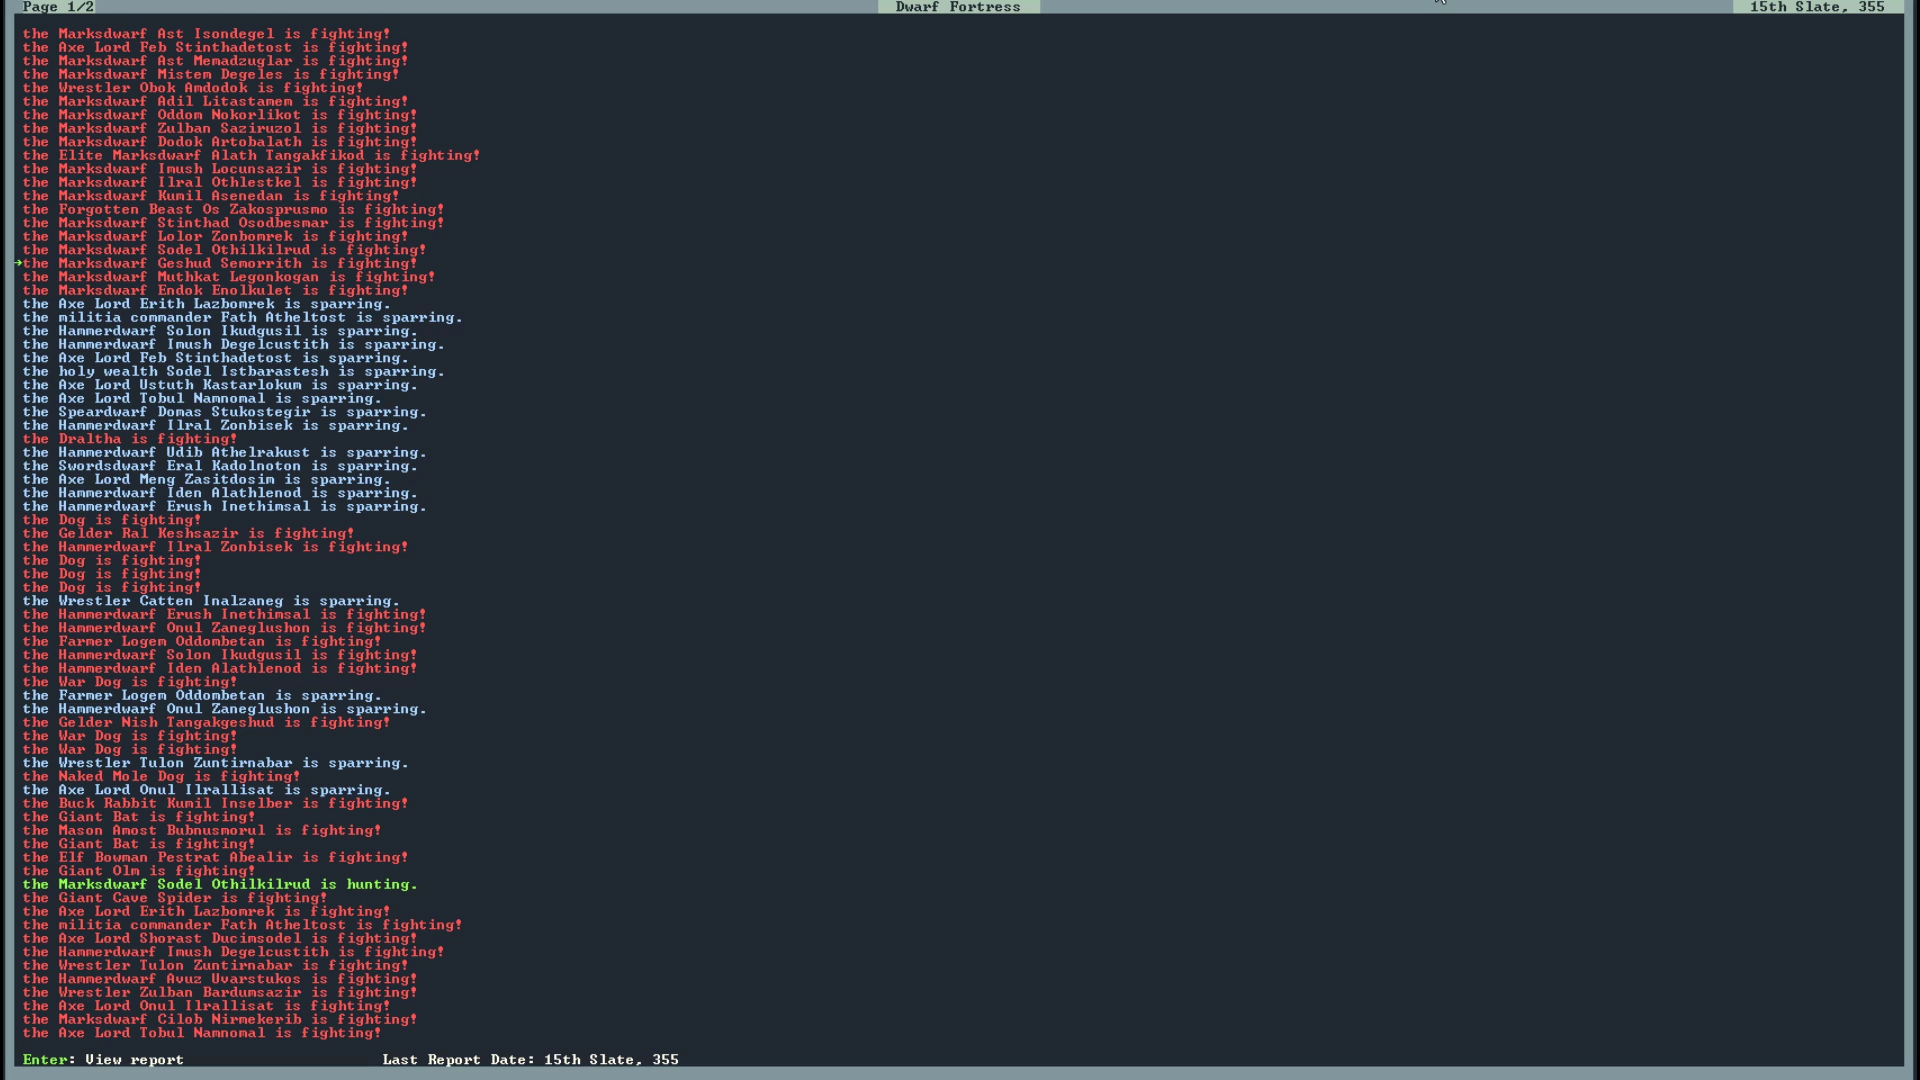 Page 1/2
Dwarf Fortress
15th Slate, 355
the Marksdwarf Ast Isondegel is fighting!
the Axe Lord Feb Stinthadetost is fighting!
the Marksdwarf Ast Memadzuglar is fighting!
the Marksdwarf Mistem Degeles is fighting!
the Wrestler Obok Amdodok is fighting!
the Marksdwarf Adil Litastamem is fighting!
the Marksdwarf Oddom Nokorlikot is fighting!
the Marksdwarf Zulban Saziruzol is fighting!
the Marksdwarf Dodok Artobalath is fighting!
the Elite Marksdwarf Alath Tangakfikod is fighting!
the Marksdwarf Imush Locunsazir is fighting!
the Marksdwarf Ilral Othlestkel is fighting!
the Marksdwarf Kumil Asenedan is fighting!
the Forgotten Beast Os Zakosprusmo is fighting!
the Marksdwarf Stinthad Osodbesmar is fighting!
the Marksdwarf Lolor Zonbomrek is fighting!
the Marksdwarf Sodel Othilkilrud is fighting!
→the Marksdwarf Geshud Semorrith is fighting!
the Marksdwarf Muthkat Legonkogan is fighting!
the Marksdwarf Endok Enolkulet is fighting!
the Axe Lord Erith Lazbomrek is sparring.
the militia commander Fath Atheltost is sparring.
the Hammerdwarf Solon Ikudgusil is sparring.
the Hammerdwarf Imush Degelcustith is sparring.
the Axe Lord Feb Stinthadetost is sparring.
the holy wealth Sodel Istbarastesh is sparring.
the Axe Lord Ustuth Kastarlokum is sparring.
the Axe Lord Tobul Namnomal is sparring.
the Speardwarf Domas Stukostegir is sparring.
the Hammerdwarf Ilral Zonbisek is sparring.
the Draltha is fighting!
the Hammerdwarf Udib Athelrakust is sparring.
the Swordsdwarf Eral Kadolnoton is sparring.
the Axe Lord Meng Zasitdosim is sparring.
the Hammerdwarf Iden Alathlenod is sparring.
the Hammerdwarf Erush Inethimsal is sparring.
the Dog is fighting!
the Gelder Ral Keshsazir is fighting!
the Hammerdwarf Ilral Zonbisek is fighting!
the Dog is fighting!
the Dog is fighting!
the Dog is fighting!
the Wrestler Catten Inalzaneg is sparring.
the Hammerdwarf Erush Inethimsal is fighting!
the Hammerdwarf Onul Zaneglushon is fighting!
the Farmer Logem Oddombetan is fighting!
the Hammerdwarf Solon Ikudgusil is fighting!
the Hammerdwarf Iden Alathlenod is fighting!
the War Dog is fighting!
the Farmer Logem Oddombetan is sparring.
the Hammerdwarf Onul Zaneglushon is sparring.
the Gelder Nish Tangakgeshud is fighting!
the War Dog is fighting!
the War Dog is fighting!
the Wrestler Tulon Zuntirnabar is sparring.
the Naked Mole Dog is fighting!
the Axe Lord Onul Ilrallisat is sparring.
the Buck Rabbit Kumil Inselber is fighting!
the Giant Bat is fighting!
the Mason Amost Bubnusmorul is fighting!
the Giant Bat is fighting!
the Elf Bowman Pestrat Abealir is fighting!
the Giant Olm is fighting!
the Marksdwarf Sodel Othilkilrud is hunting.
the Giant Cave Spider is fighting!
the Axe Lord Erith Lazbomrek is fighting!
the militia commander Fath Atheltost is fighting!
the Axe Lord Shorast Ducimsodel is fighting!
the Hammerdwarf Imush Degelcustith is fighting!
the Wrestler Tulon Zuntirnabar is fighting!
the Hammerdwarf Avuz Uvarstukos is fighting!
the Wrestler Zulban Bardumsazir is fighting!
the Axe Lord Onul Ilrallisat is fighting!
the Marksdwarf Cilob Nirmekerib is fighting!
the Axe Lord Tobul Namnomal is fighting!
Enter: View report
Last Report Date: 15th Slate, 355